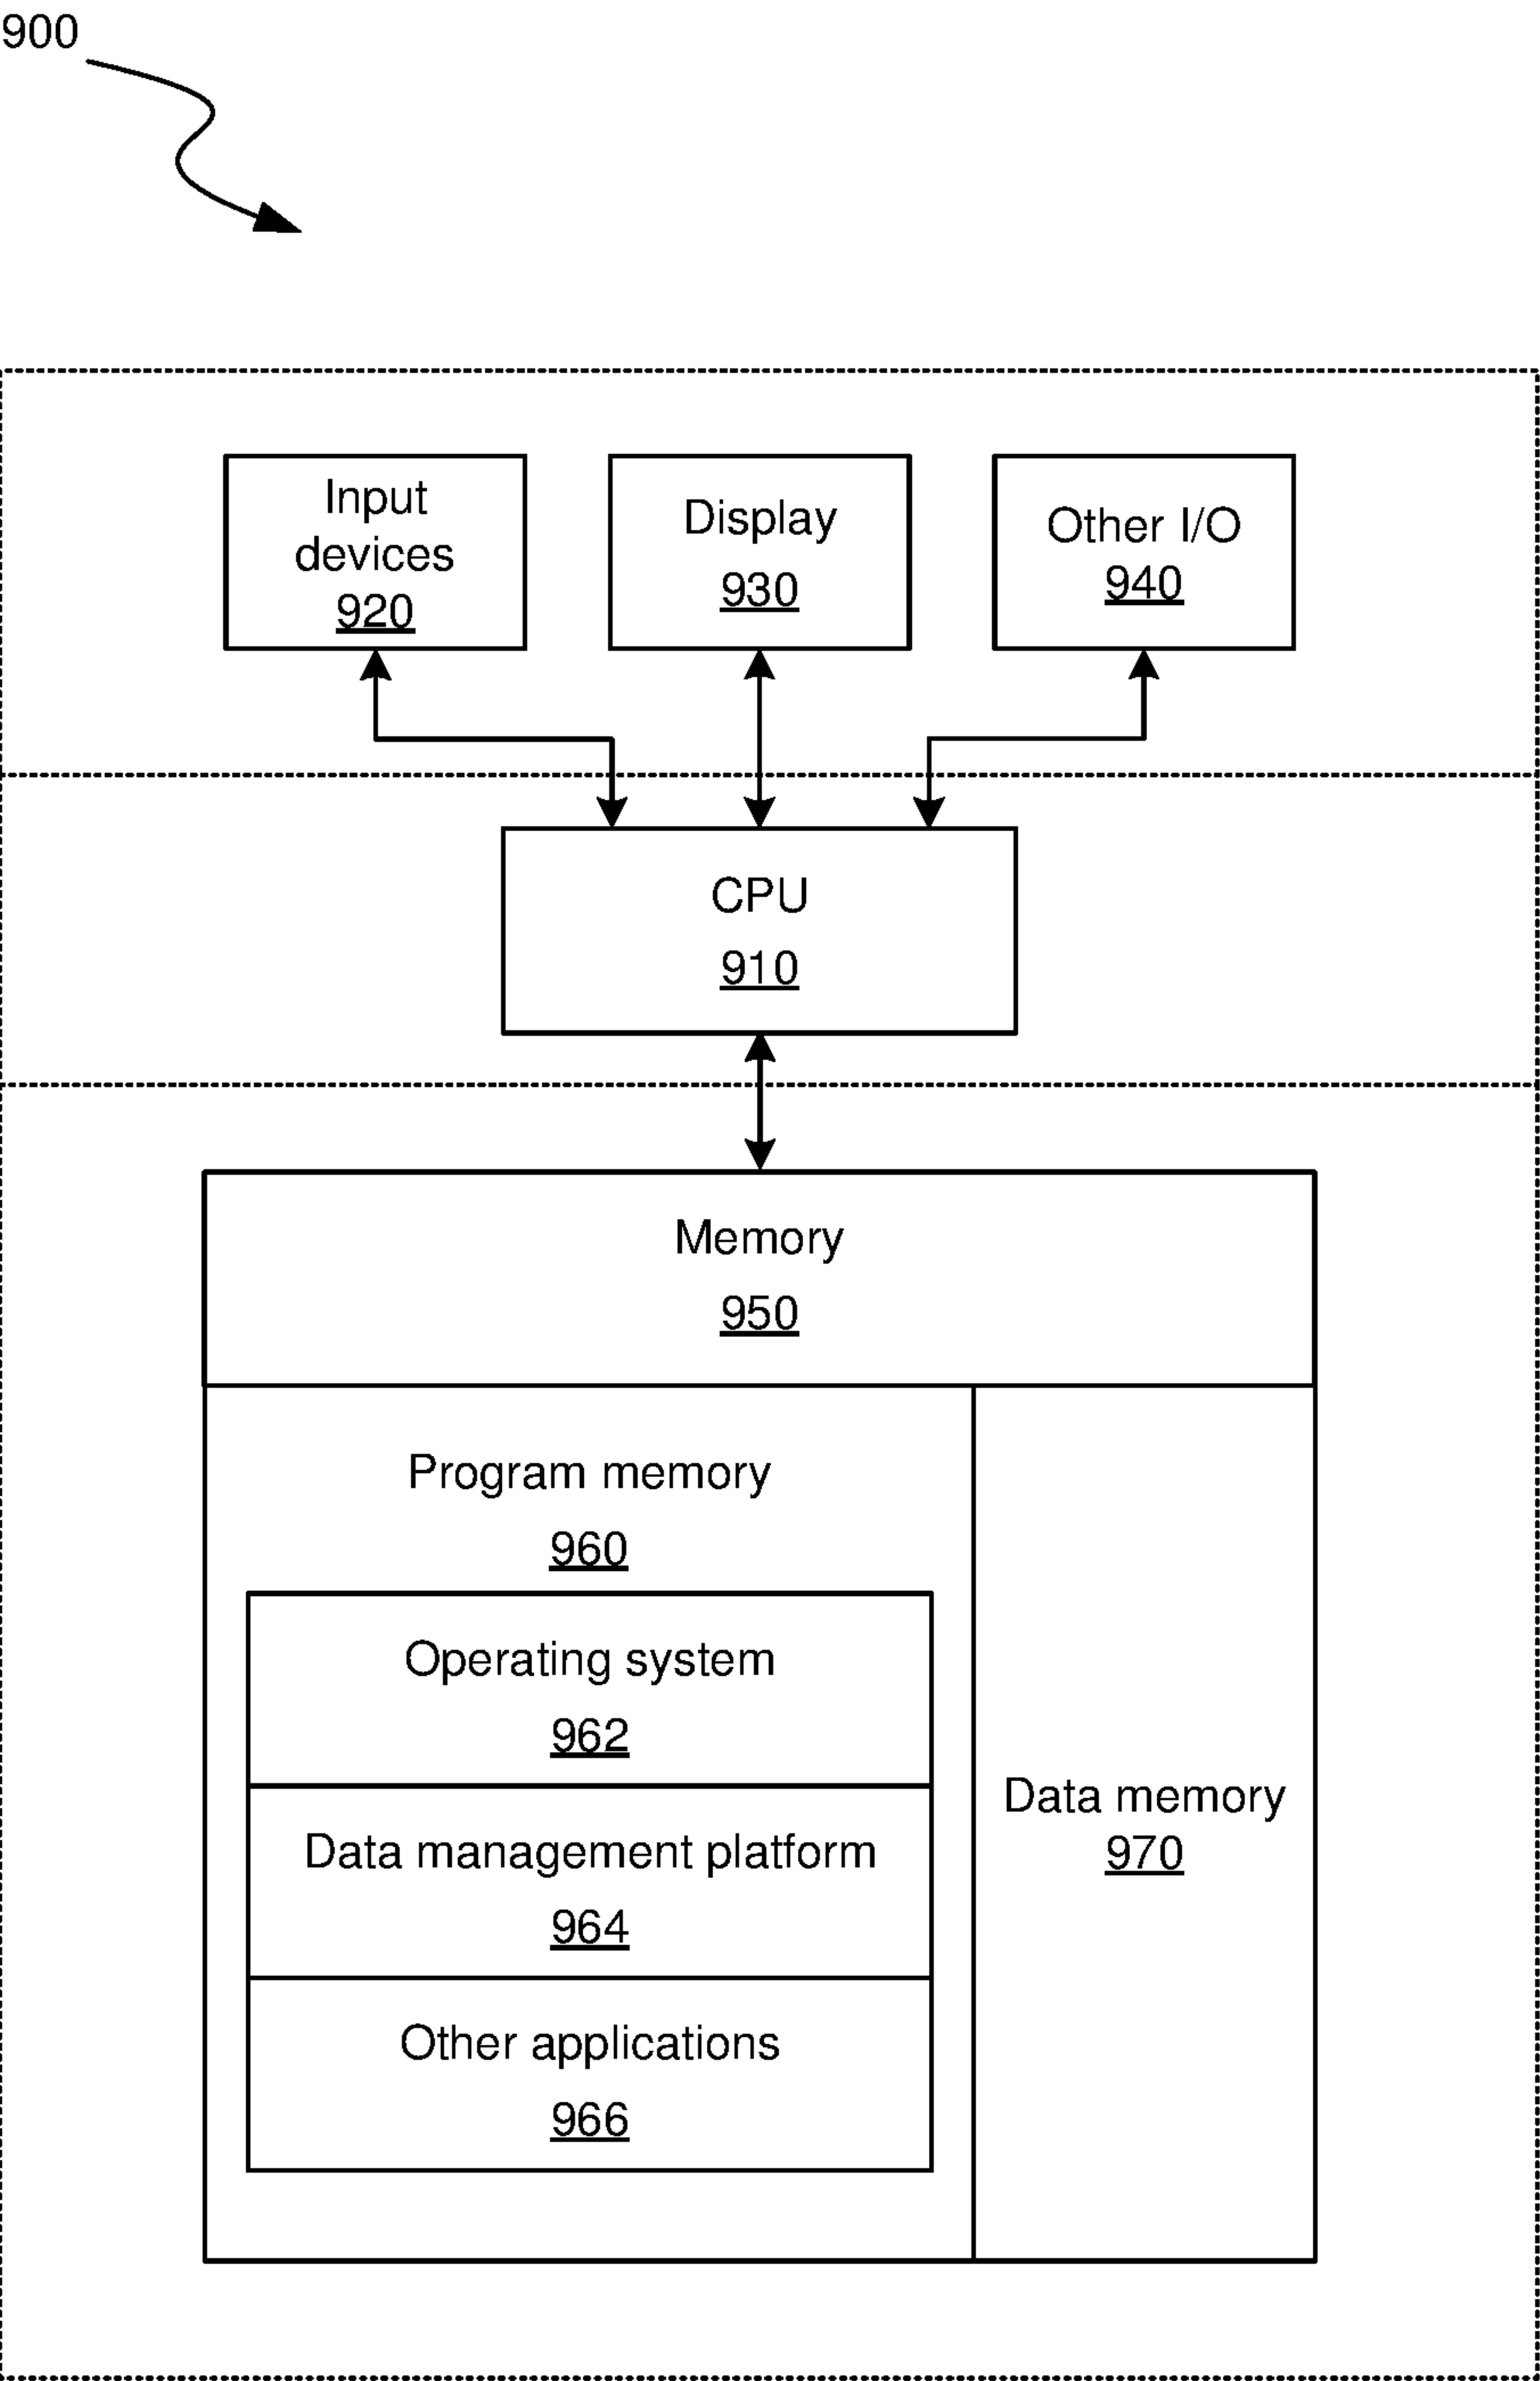 900
Input
devices
920
Display
930
Other I/O
940
CPU
910
Memory
950
Program memory
960
Operating system
962
Data management platform
964
Other applications
966
Data memory
970